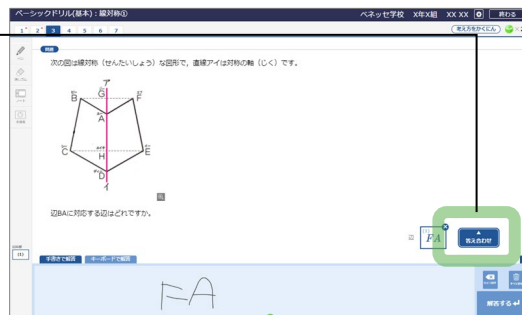 ベーシックドリル(基本)：線対称①
ベネッセ学校 X年X組 XX XX
終わる
1 2 3 4 5 6 7
考え方をかくにん
問題
次の図は線対称（せんたいしょう）な図形で、直線アイは対称の軸（じく）です。
ア
B G F
A
C H E
D
イ
辺BAに対応する辺はどれですか。
辺 (1) FA
答え合わせ
(1)
手書きで解答 キーボードで解答
FA
解答する